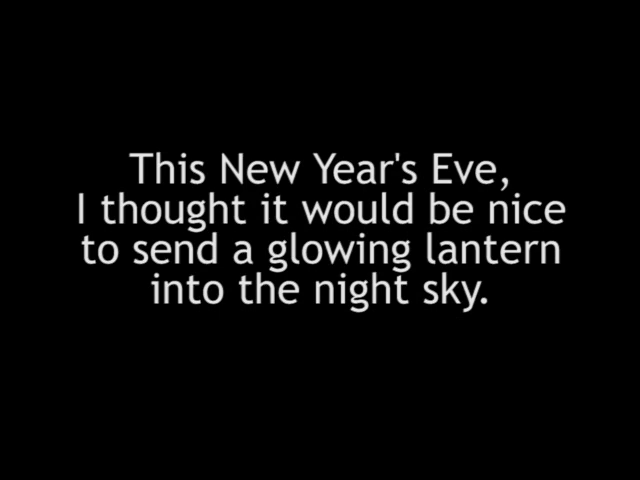 This New Year's Eve,
I thought it would be nice
to send a glowing lantern
into the night sky.